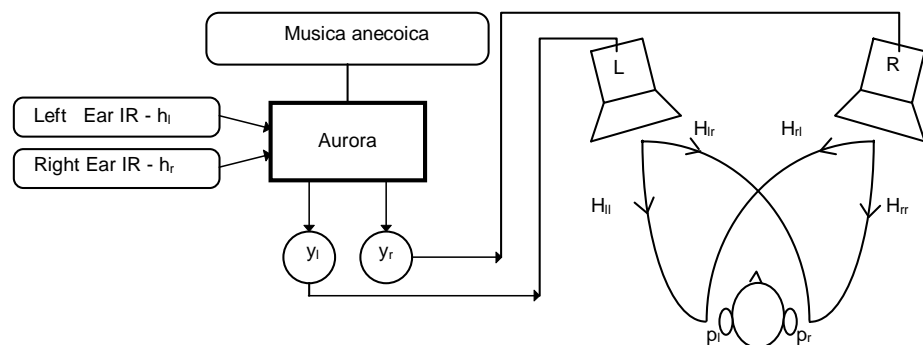 Musica anecoica
Left Ear IR - hl
Right Ear IR - hr
Aurora
yl
yr
L
R
Hlr
Hrl
Hll
Hrr
pl
pr